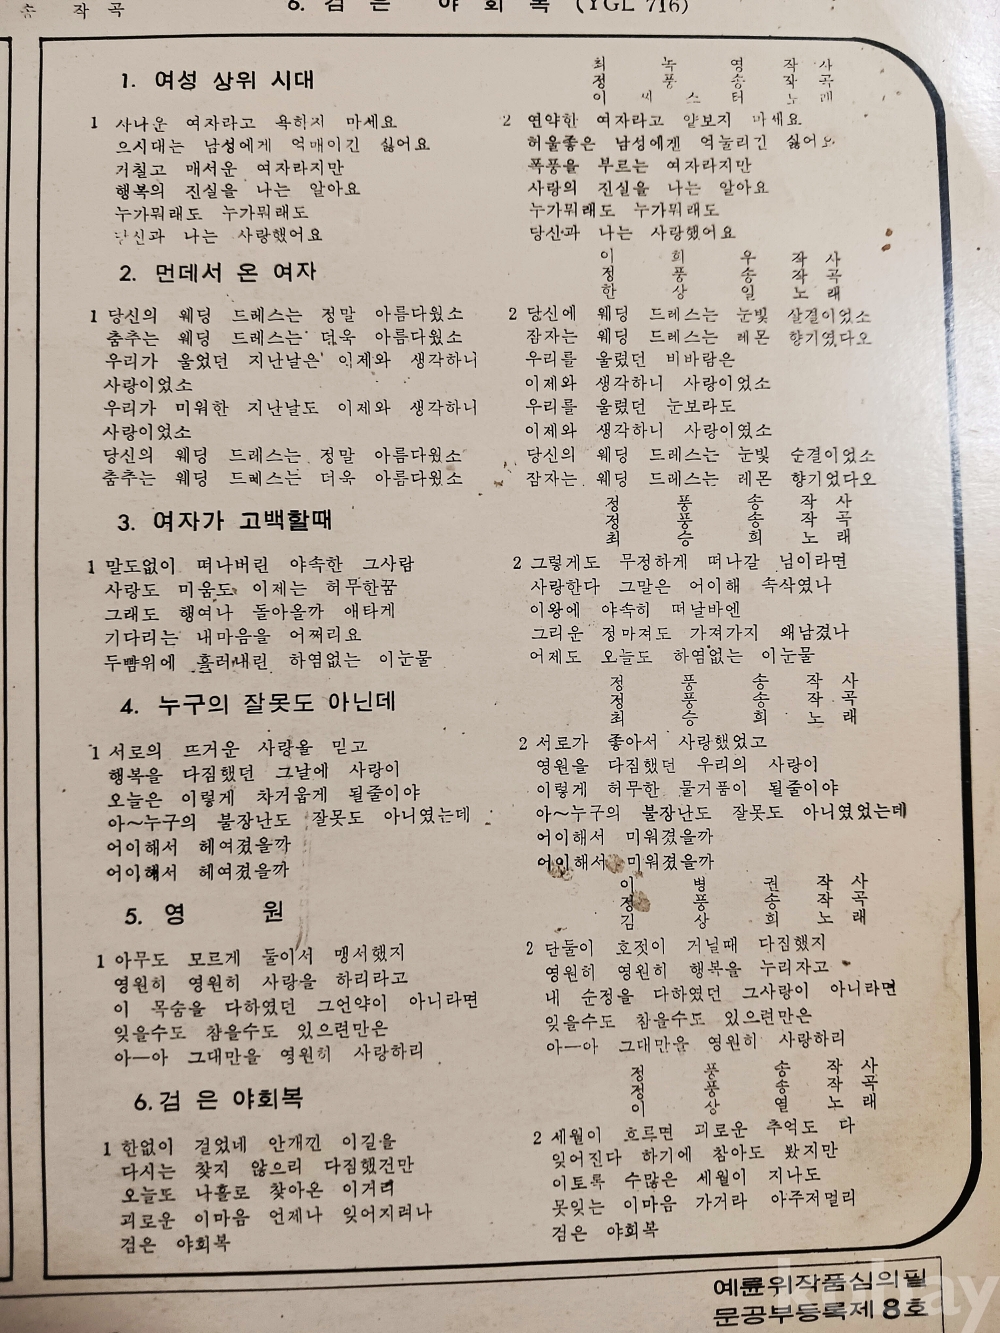 송 작 곡
6. 검 은 야 회 복 (YGL 716)
1. 여성 상위 시대
최 녹 영 작 사
정 풍 송 작 곡
이 씨 스 터 노 래
1 사나운 여자라고 욕하지 마세요
으시대는 남성에게 억매이긴 싫어요
거칠고 매서운 여자라지만
행복의 진실을 나는 알아요
누가뭐래도 누가뭐래도
당신과 나는 사랑했어요
2 연약한 여자라고 얕보지 마세요
허울좋은 남성에겐 억눌리긴 싫어요
폭풍을 부르는 여자라지만
사랑의 진실을 나는 알아요
누가뭐래도 누가뭐래도
당신과 나는 사랑했어요
2. 먼데서 온 여자
이 희 우 작 사
정 풍 송 작 곡
한 상 일 노 래
1 당신의 웨딩 드레스는 정말 아름다웠소
춤추는 웨딩 드레스는 더욱 아름다웠소
우리가 울었던 지난날은 이제와 생각하니
사랑이었소
우리가 미워한 지난날도 이제와 생각하니
사랑이었소
당신의 웨딩 드레스는 정말 아름다웠소
춤추는 웨딩 드레스는 더욱 아름다웠소
2 당신에 웨딩 드레스는 눈빛 살결이었소
잠자는 웨딩 드레스는 레몬 향기였다오
우리를 울렸던 비바람은
이제와 생각하니 사랑이었소
우리를 울렸던 눈보라도
이제와 생각하니 사랑이였소
당신의 웨딩 드레스는 눈빛 순결이었소
잠자는 웨딩 드레스는 레몬 향기었다오
3. 여자가 고백할때
정 풍 송 작 사
정 풍 송 작 곡
최 승 희 노 래
1 말도없이 떠나버린 야속한 그사람
사랑도 미움도 이제는 허무한꿈
그래도 행여나 돌아올까 애타게
기다리는 내마음을 어쩌리요
두뺨위에 흘러내린 하염없는 이눈물
2 그렇게도 무정하게 떠나갈 님이라면
사랑한다 그말은 어이해 속삭였나
이왕에 야속히 떠날바엔
그리운 정마져도 가져가지 왜남겼나
어제도 오늘도 하염없는 이눈물
4. 누구의 잘못도 아닌데
정 풍 송 작 사
정 풍 송 작 곡
최 승 희 노 래
1 서로의 뜨거운 사랑을 믿고
행복을 다짐했던 그날에 사랑이
오늘은 이렇게 차거웁게 될줄이야
아~누구의 불장난도 잘못도 아니였는데
어이해서 헤여졌을까
어이해서 헤여졌을까
2 서로가 좋아서 사랑했었고
영원을 다짐했던 우리의 사랑이
이렇게 허무한 물거품이 될줄이야
아~누구의 불장난도 잘못도 아니였었는데
어이해서 미워졌을까
어이해서 미워졌을까
5. 영 원
이 병 권 작 사
정 풍 송 작 곡
김 상 희 노 래
1 아무도 모르게 둘이서 맹서했지
영원히 영원히 사랑을 하리라고
이 목숨을 다하였던 그언약이 아니라면
잊을수도 참을수도 있으련만은
아—아 그대만을 영원히 사랑하리
2 단둘이 호젓이 거닐때 다짐했지
영원히 영원히 행복을 누리자고
내 순정을 다하였던 그사랑이 아니라면
잊을수도 참을수도 있으련만은
아—아 그대만을 영원히 사랑하리
6. 검 은 야회복
정 풍 송 작 사
정 풍 송 작 곡
이 상 열 노 래
1 한없이 걸었네 안개낀 이길을
다시는 찾지 않으리 다짐했건만
오늘도 나홀로 찾아온 이거리
괴로운 이마음 언제나 잊어지려나
검은 야회복
2 세월이 흐르면 괴로운 추억도 다
잊어진다 하기에 참아도 봤지만
이토록 수많은 세월이 지나도
못잊는 이마음 가거라 아주저멀리
검은 야회복
예륜위작품심의필
문공부등록제8호